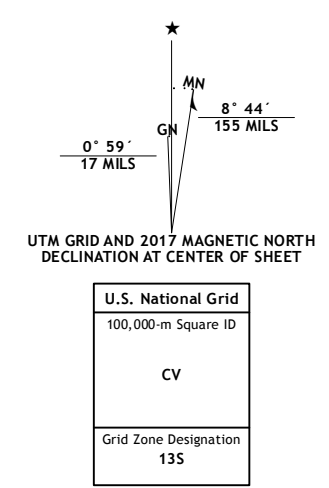 ★
MN
8° 44´
155 MILS
GN
0° 59´
17 MILS
UTM GRID AND 2017 MAGNETIC NORTH
DECLINATION AT CENTER OF SHEET
U.S. National Grid
100,000-m Square ID
CV
Grid Zone Designation
13S